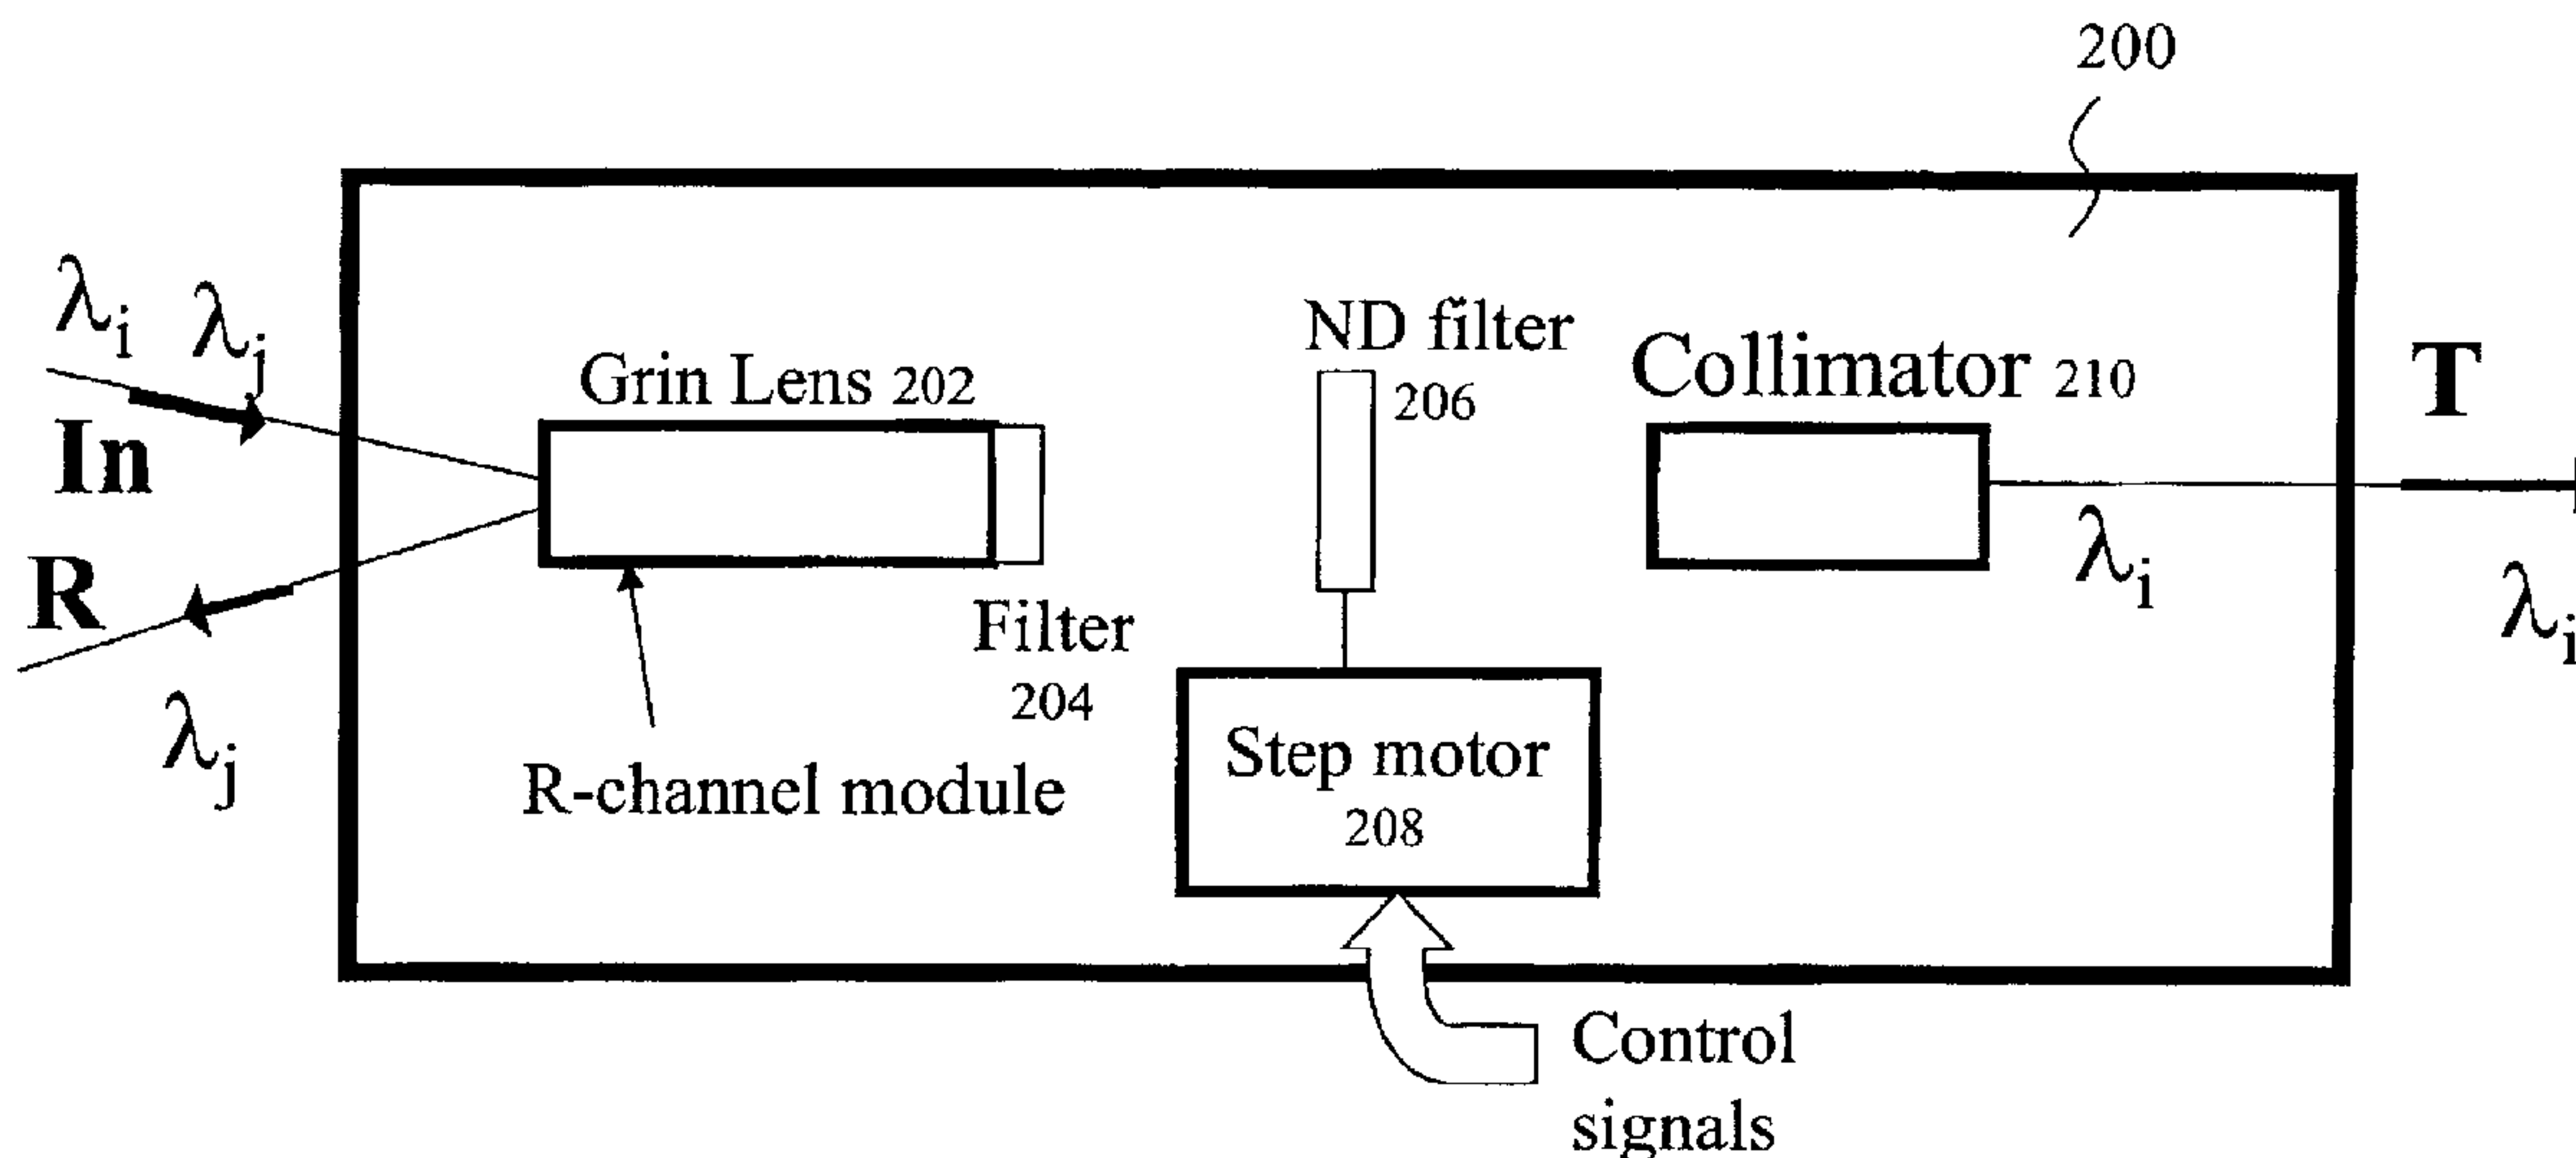 200
λi λj
In
R
λj
Grin Lens 202
Filter
204
R-channel module
ND filter
206
Step motor
208
Collimator 210
λi
T
λi
Control
signals